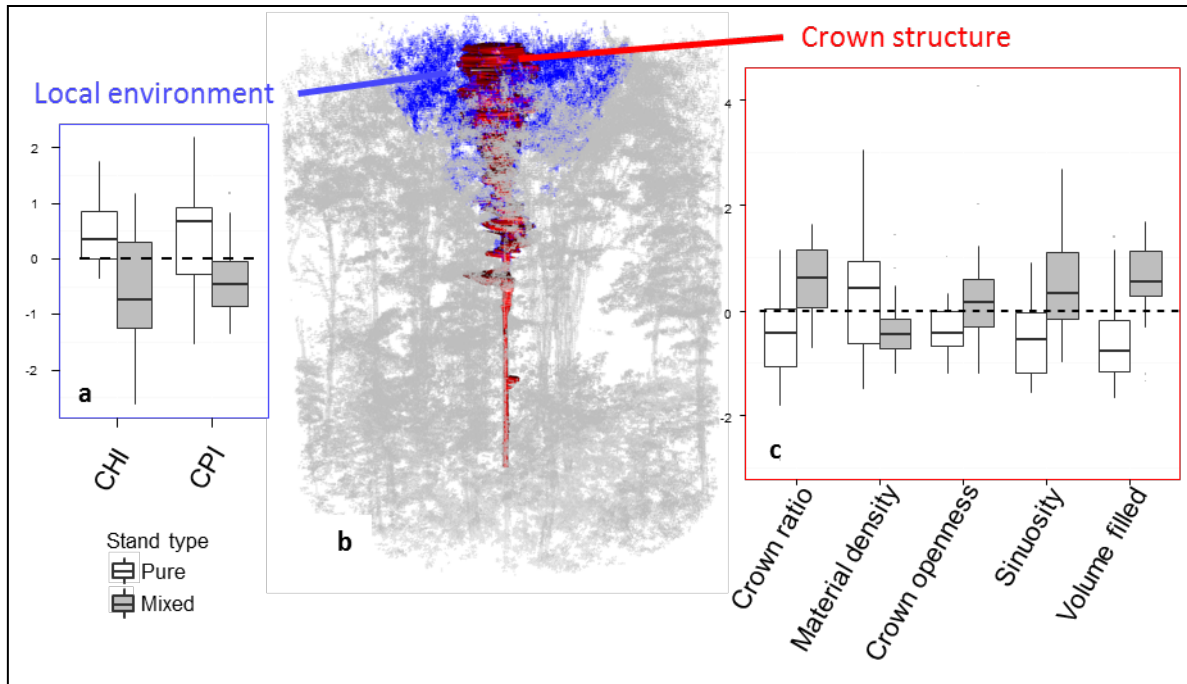 Crown structure
Local environment
2
1
0
-1
-2
a
CHI
CPI
Stand type
Pure
Mixed
b
4
2
0
-2
c
Crown ratio
Material density
Crown openness
Sinuosity
Volume filled